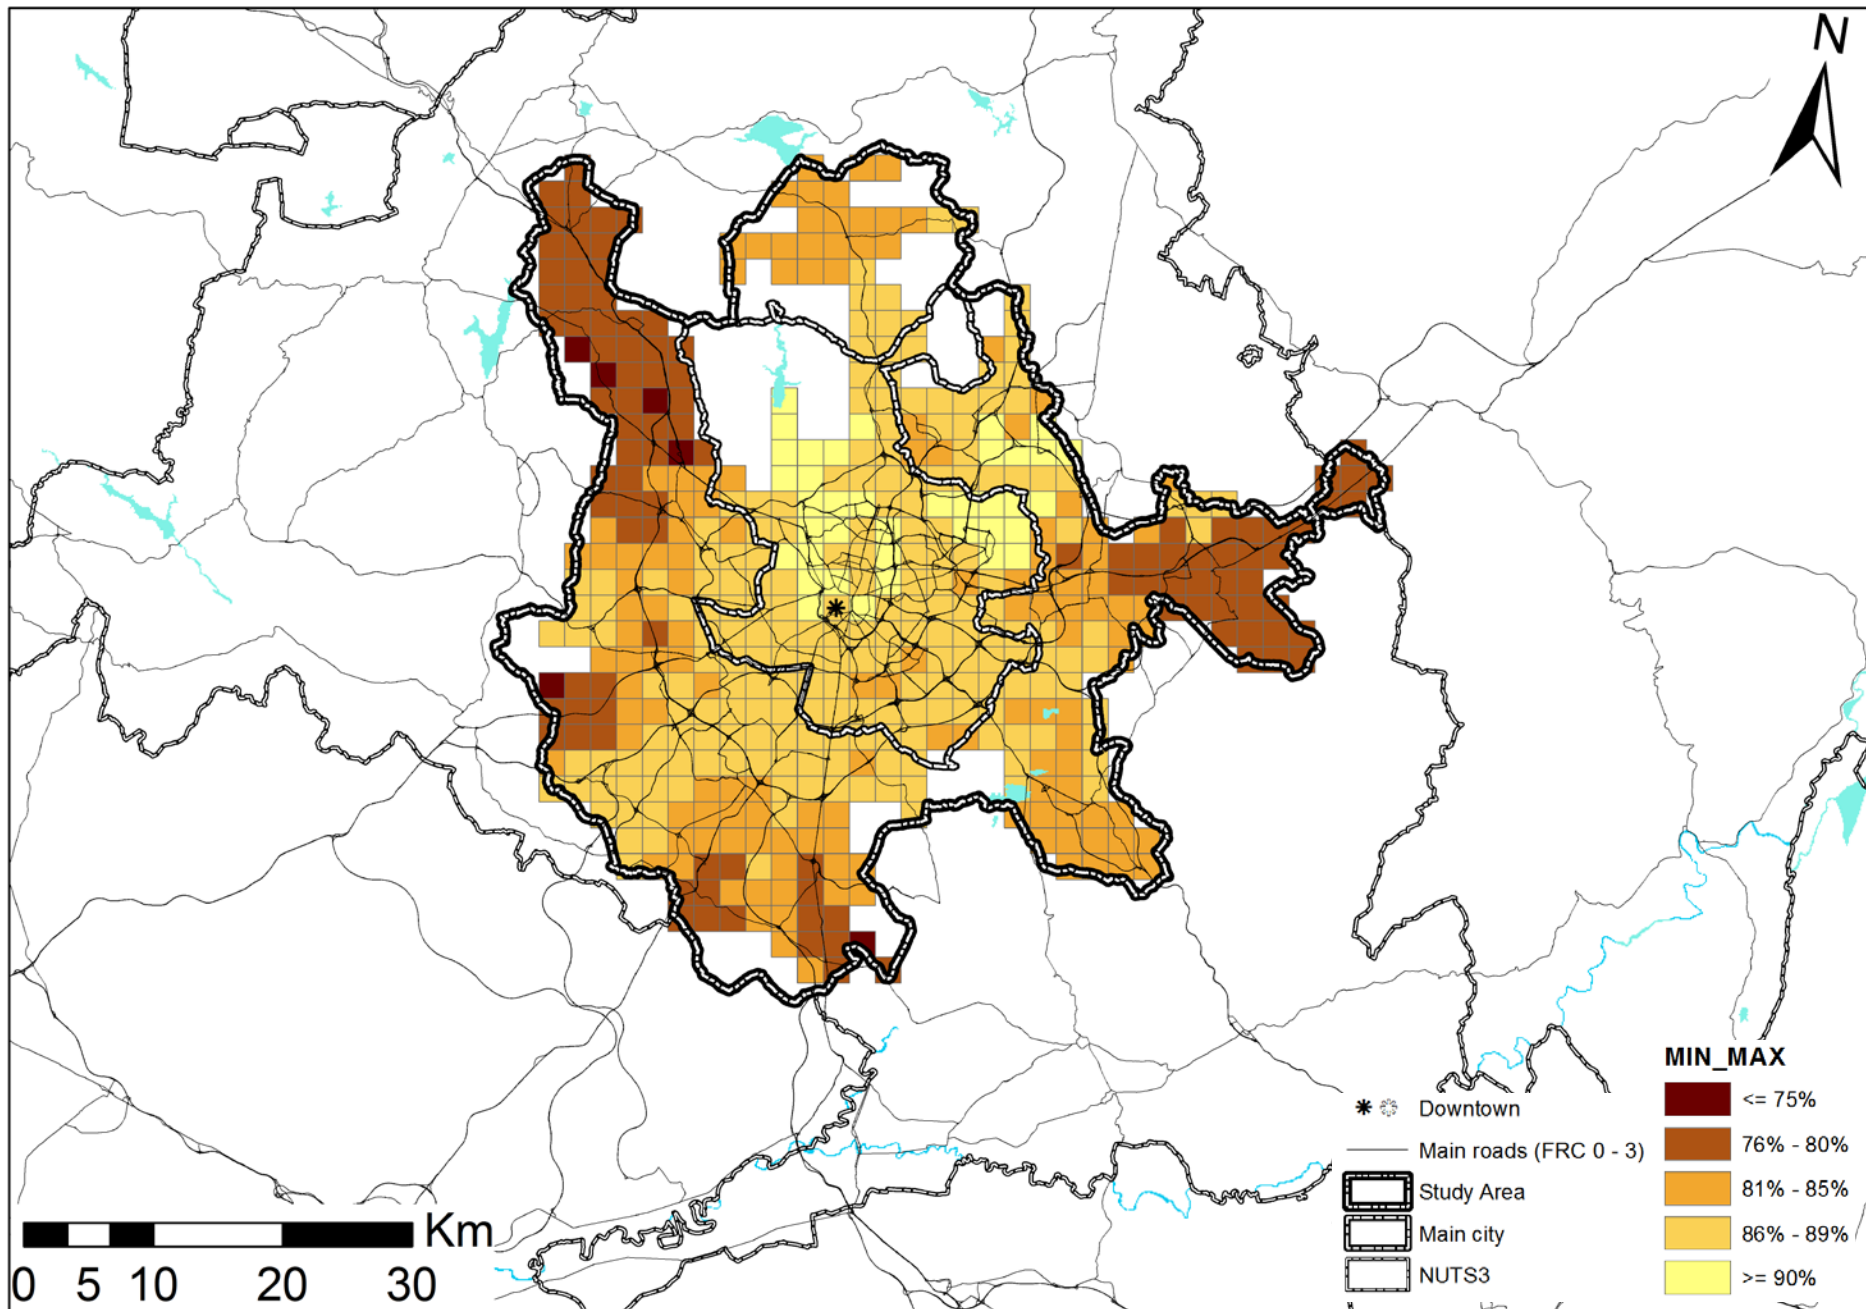 N
MIN_MAX
<= 75%
Downtown
76% - 80%
Main roads (FRC 0 - 3)
81% - 85%
Study Area
86% - 89%
Main city
>= 90%
NUTS3
Km
0 5 10 20 30